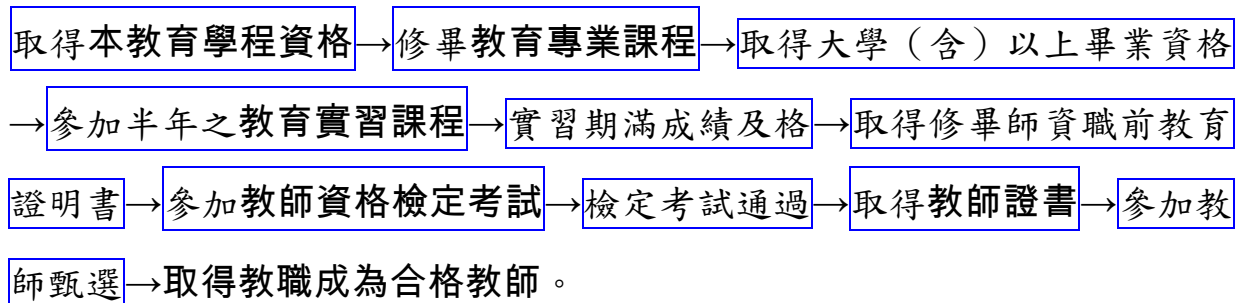 取得本教育學程資格→修畢教育專業課程→取得大學（含）以上畢業資格
→參加半年之教育實習課程→實習期滿成績及格→取得修畢師資職前教育
證明書→參加教師資格檢定考試→檢定考試通過→取得教師證書→參加教
師甄選→取得教職成為合格教師。